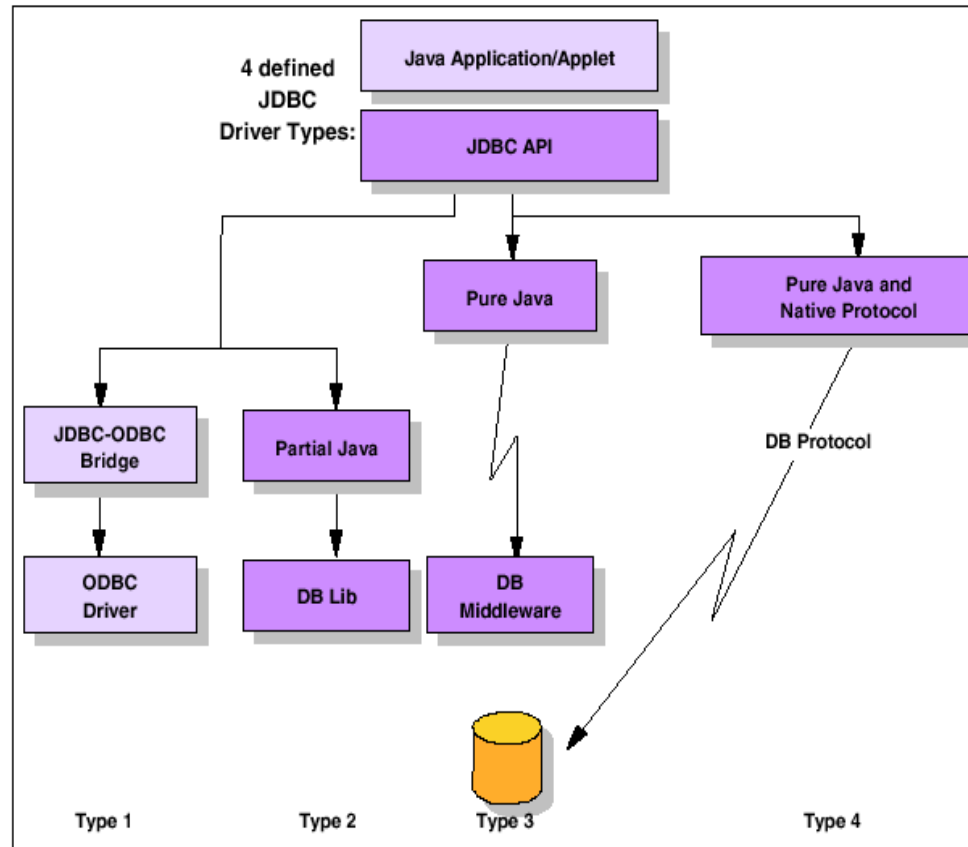 4 defined
JDBC
Driver Types:
Java Application/Applet
JDBC API
Pure Java
Pure Java and
Native Protocol
JDBC-ODBC
Bridge
Partial Java
DB Protocol
ODBC
Driver
DB Lib
DB
Middleware
Type 1
Type 2
Type 3
Type 4